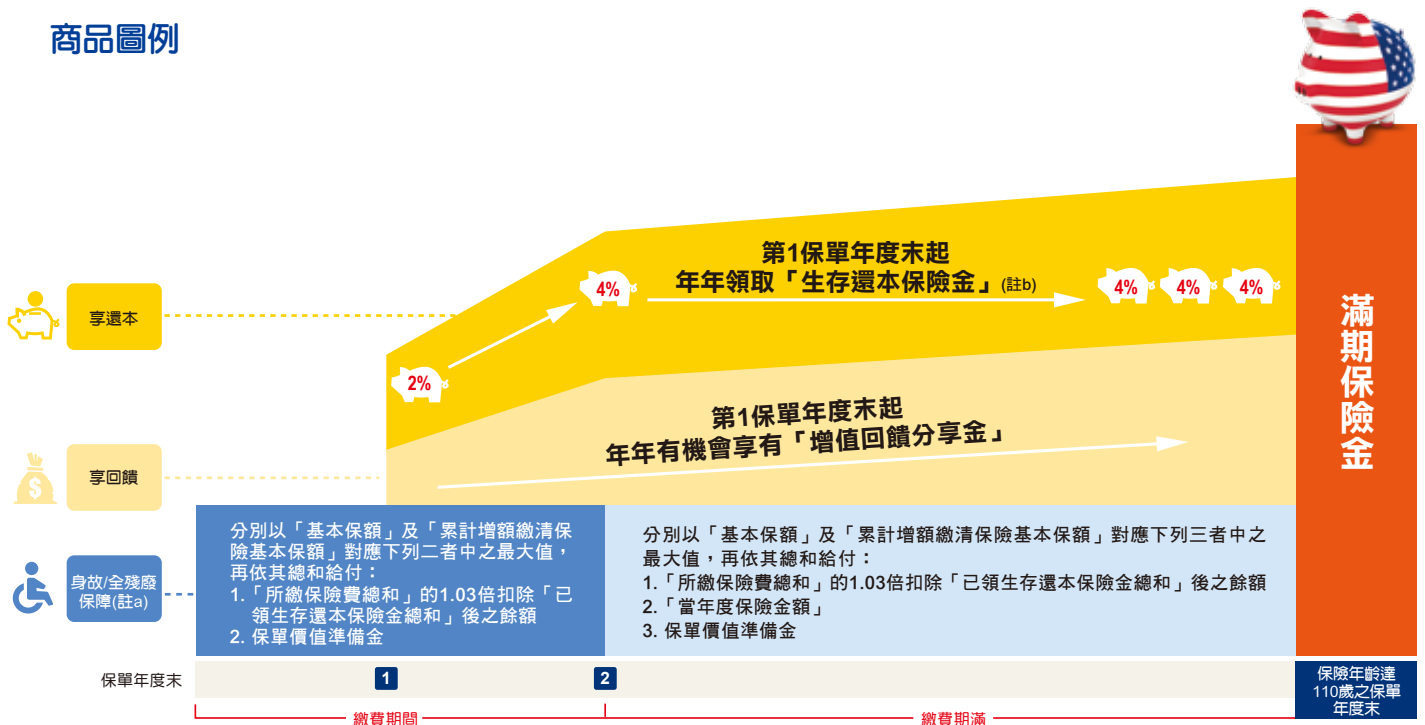 商品圖例
第1保單年度末起
年年領取「生存還本保險金」(註b)
4%
4%
4%
4%
2%
享還本
第1保單年度末起
年年有機會享有「增值回饋分享金」
享回饋
$
滿期保險金
身故/全殘廢
保障(註a)
分別以「基本保額」及「累計增額繳清保
險基本保額」對應下列二者中之最大值，
再依其總和給付：
1.「所繳保險費總和」的1.03倍扣除「已
領生存還本保險金總和」後之餘額
2. 保單價值準備金
分別以「基本保額」及「累計增額繳清保險基本保額」對應下列三者中之
最大值，再依其總和給付：
1.「所繳保險費總和」的1.03倍扣除「已領生存還本保險金總和」後之餘額
2.「當年度保險金額」
3. 保單價值準備金
保單年度末
1
2
保險年齡達
110歲之保單
年度末
繳費期間
繳費期滿